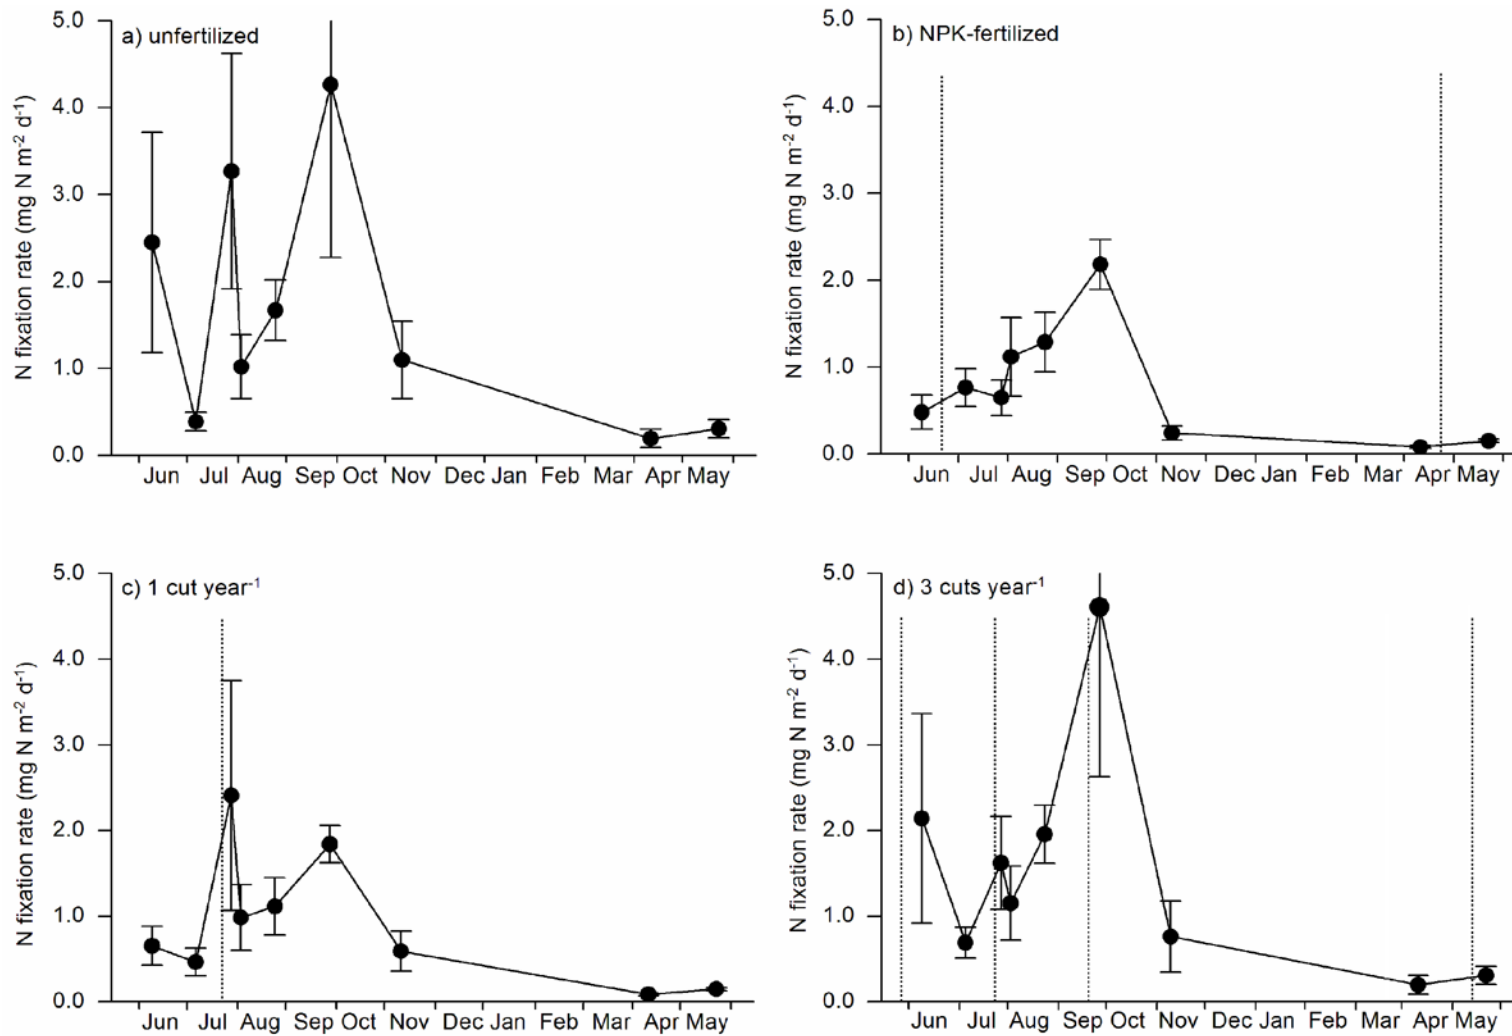 a) unfertilized
N fixation rate (mg N m⁻² d⁻¹)
5.0
4.0
3.0
2.0
1.0
0.0
Jun Jul Aug Sep Oct Nov Dec Jan Feb Mar Apr May
b) NPK-fertilized
N fixation rate (mg N m⁻² d⁻¹)
5.0
4.0
3.0
2.0
1.0
0.0
Jun Jul Aug Sep Oct Nov Dec Jan Feb Mar Apr May
c) 1 cut year⁻¹
N fixation rate (mg N m⁻² d⁻¹)
5.0
4.0
3.0
2.0
1.0
0.0
Jun Jul Aug Sep Oct Nov Dec Jan Feb Mar Apr May
d) 3 cuts year⁻¹
N fixation rate (mg N m⁻² d⁻¹)
5.0
4.0
3.0
2.0
1.0
0.0
Jun Jul Aug Sep Oct Nov Dec Jan Feb Mar Apr May